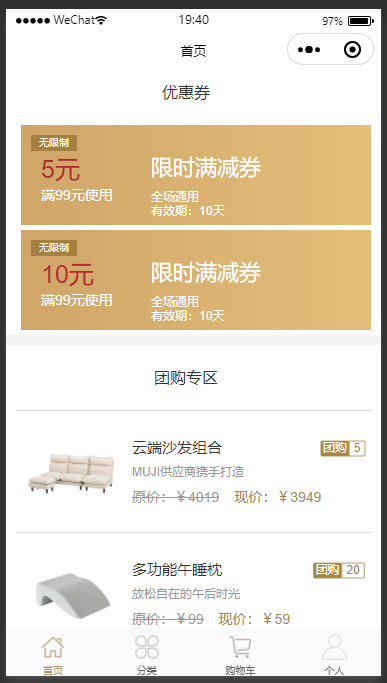 WeChat 19:40 97%
首页
优惠券
无限制
5元 限时满减券
满99元使用 全场通用
有效期：10天
无限制
10元 限时满减券
满99元使用 全场通用
有效期：10天
团购专区
云端沙发组合 团购 5
MUJI供应商携手打造
原价：￥4019 现价：￥3949
多功能午睡枕 团购 20
放松自在的午后时光
原价：￥99 现价：￥59
首页 分类 购物车 个人